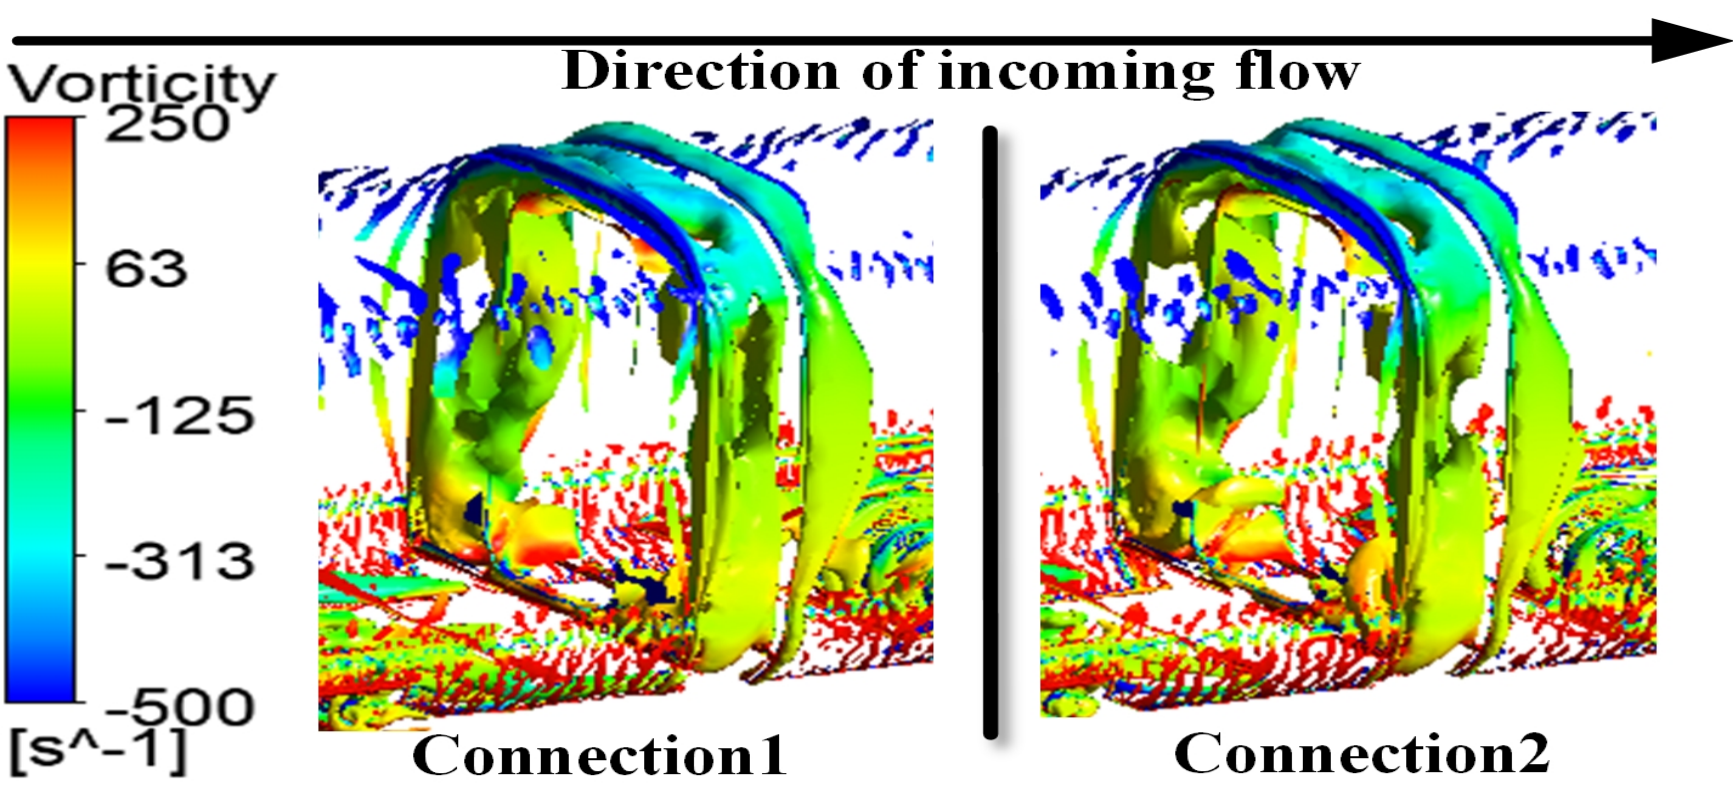 Direction of incoming flow
Vorticity
250
63
-125
-313
-500
[s^-1]
Connection1
Connection2